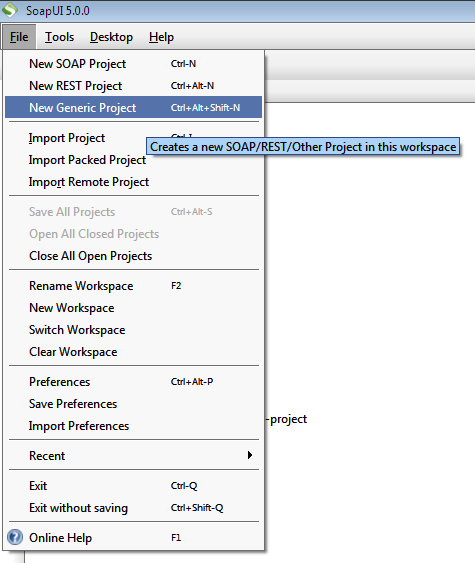 SoapUI 5.0.0
File Tools Desktop Help
New SOAP Project Ctrl-N
New REST Project Ctrl+Alt-N
New Generic Project Ctrl+Alt+Shift-N
Import Project
Creates a new SOAP/REST/Other Project in this workspace
Import Packed Project
Import Remote Project
Save All Projects Ctrl+Alt-S
Open All Closed Projects
Close All Open Projects
Rename Workspace F2
New Workspace
Switch Workspace
Clear Workspace
Preferences Ctrl+Alt-P
Save Preferences
Import Preferences
-project
Recent
Exit Ctrl-Q
Exit without saving Ctrl+Shift-Q
Online Help F1